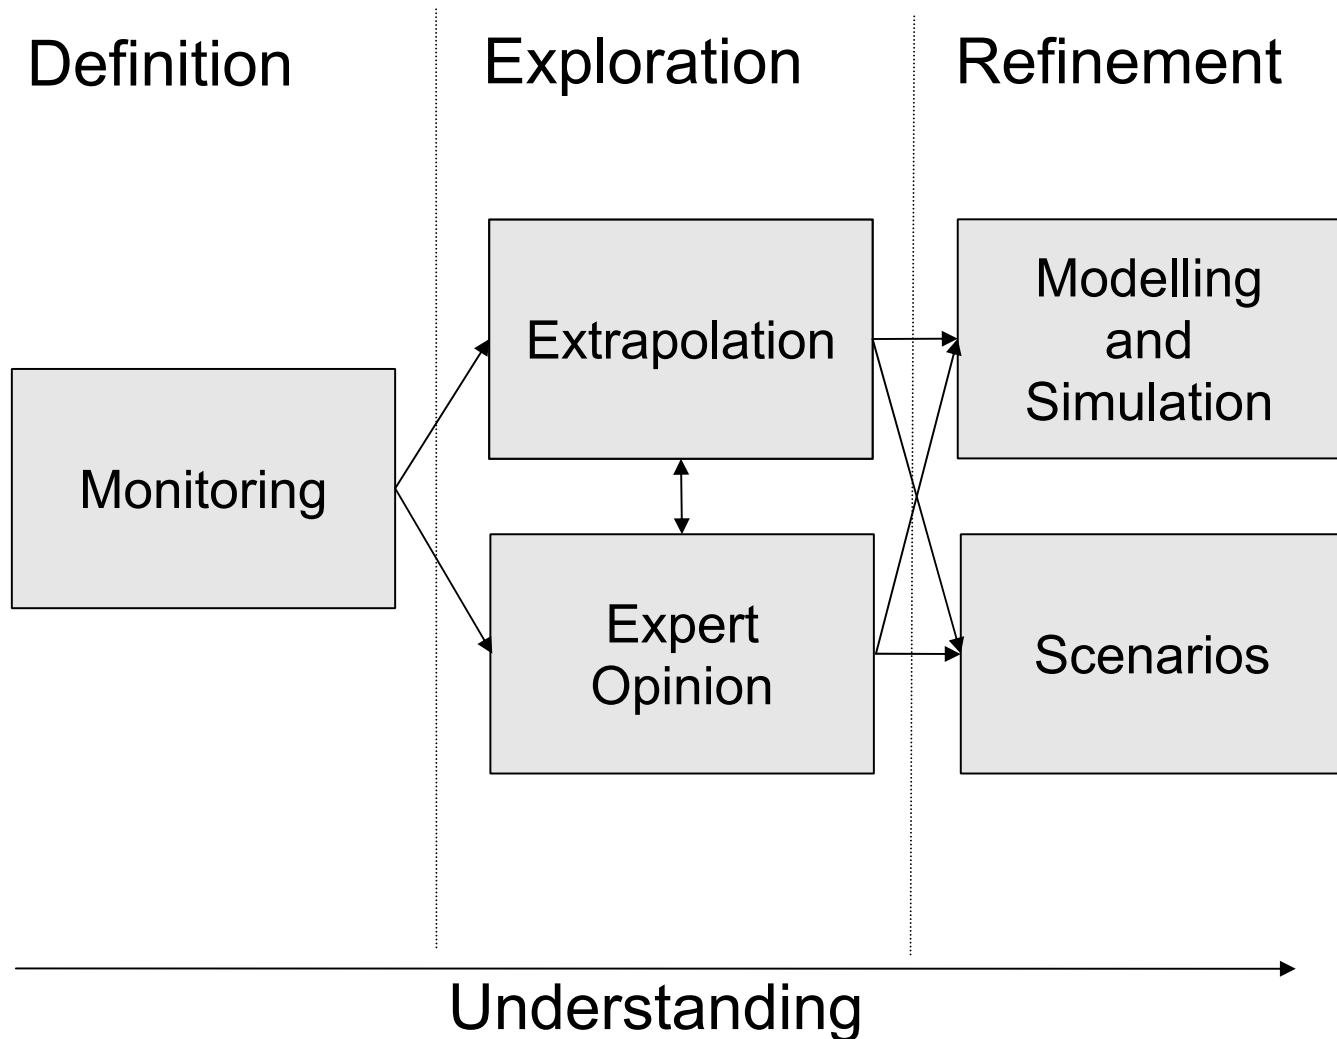 Definition
Exploration
Refinement
Monitoring
Extrapolation
Expert
Opinion
Modelling
and
Simulation
Scenarios
Understanding